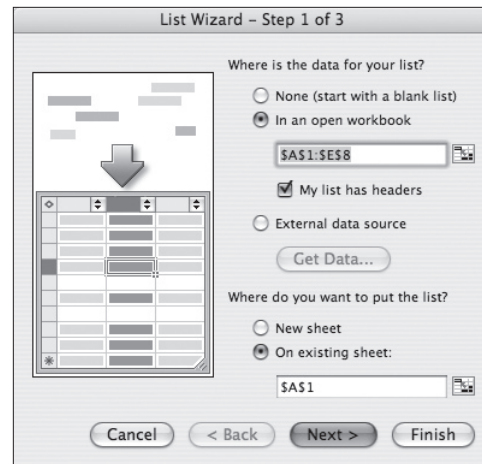 List Wizard – Step 1 of 3
Where is the data for your list?
None (start with a blank list)
In an open workbook
$A$1:$E$8
My list has headers
External data source
Get Data...
Where do you want to put the list?
New sheet
On existing sheet:
$A$1
Cancel
< Back
Next >
Finish